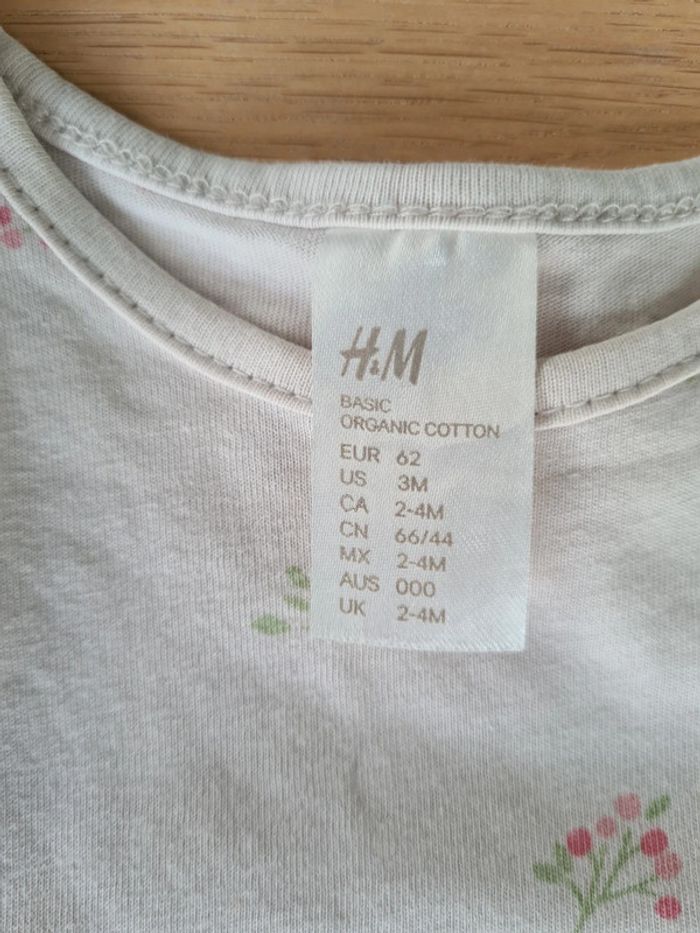 H&M
BASIC
ORGANIC COTTON
EUR 62
US 3M
CA 2-4M
CN 66/44
MX 2-4M
AUS 000
UK 2-4M